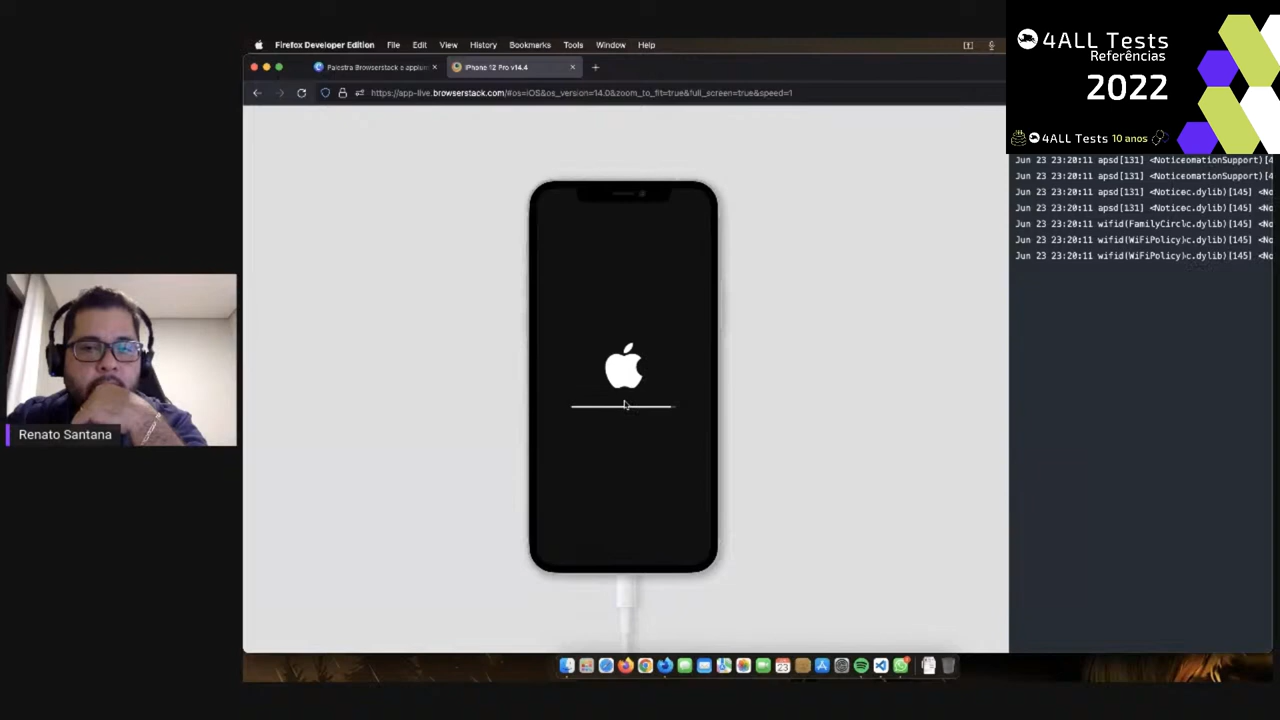 Firefox Developer Edition File Edit View History Bookmarks Tools Window Help
Palestra Browserstack e appium
iPhone 12 Pro v14.4
https://app-live.browserstack.com/#os=iOS&os_version=14.0&zoom_to_fit=true&full_screen=true&speed=1
4ALL Tests
Referências
2022
4ALL Tests 10 anos
Jun 23 23:20:11 apsd[131] <NoticeomationSupport)[4
Jun 23 23:20:11 apsd[131] <NoticeomationSupport)[4
Jun 23 23:20:11 apsd[131] <Noticec.dylib)[145] <No
Jun 23 23:20:11 apsd[131] <Noticec.dylib)[145] <No
Jun 23 23:20:11 wifid(FamilyCirclc.dylib)[145] <No
Jun 23 23:20:11 wifid(WiFiPolicy)c.dylib)[145] <No
Jun 23 23:20:11 wifid(WiFiPolicy)c.dylib)[145] <No
Renato Santana
23